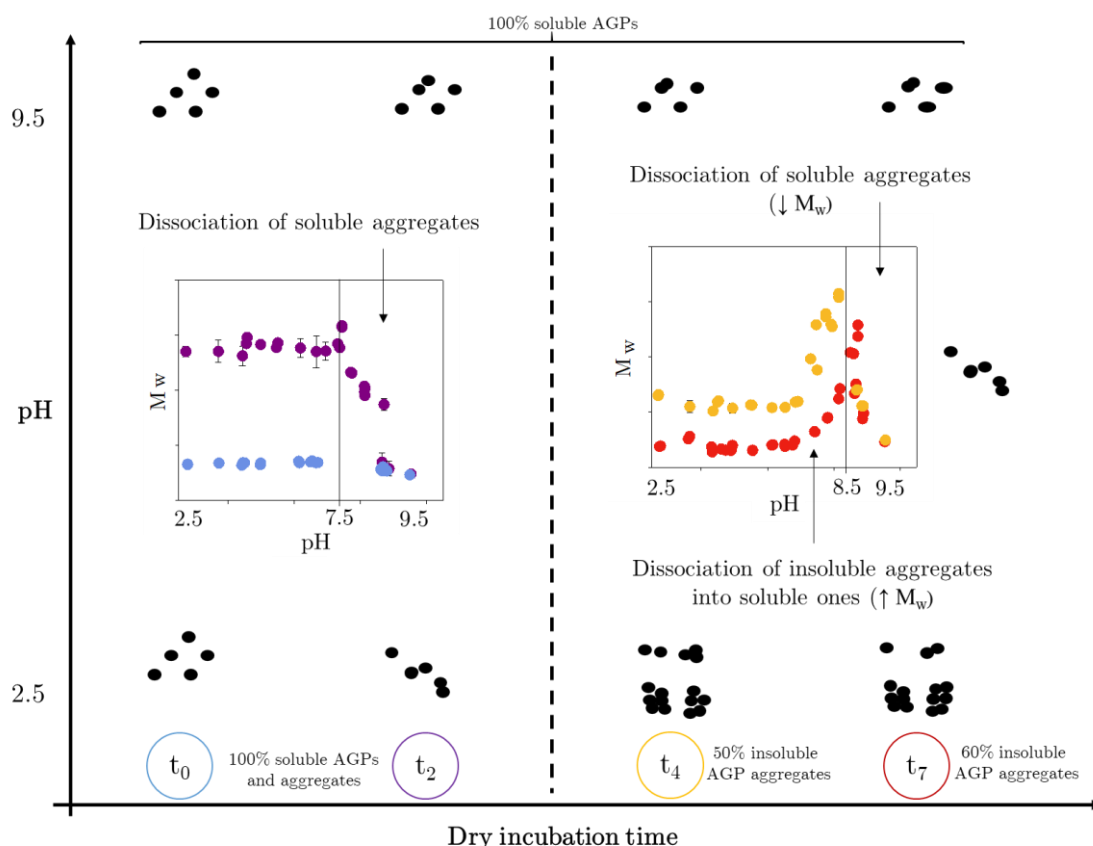 100% soluble AGPs
9.5
Dissociation of soluble aggregates
(↓ Mw)
Dissociation of soluble aggregates
Mw
2.5 7.5 9.5
pH
Mw
2.5 8.5 9.5
pH
pH
Dissociation of insoluble aggregates
into soluble ones (↑ Mw)
2.5
t0
100% soluble AGPs
and aggregates
t2
t4
50% insoluble
AGP aggregates
t7
60% insoluble
AGP aggregates
Dry incubation time